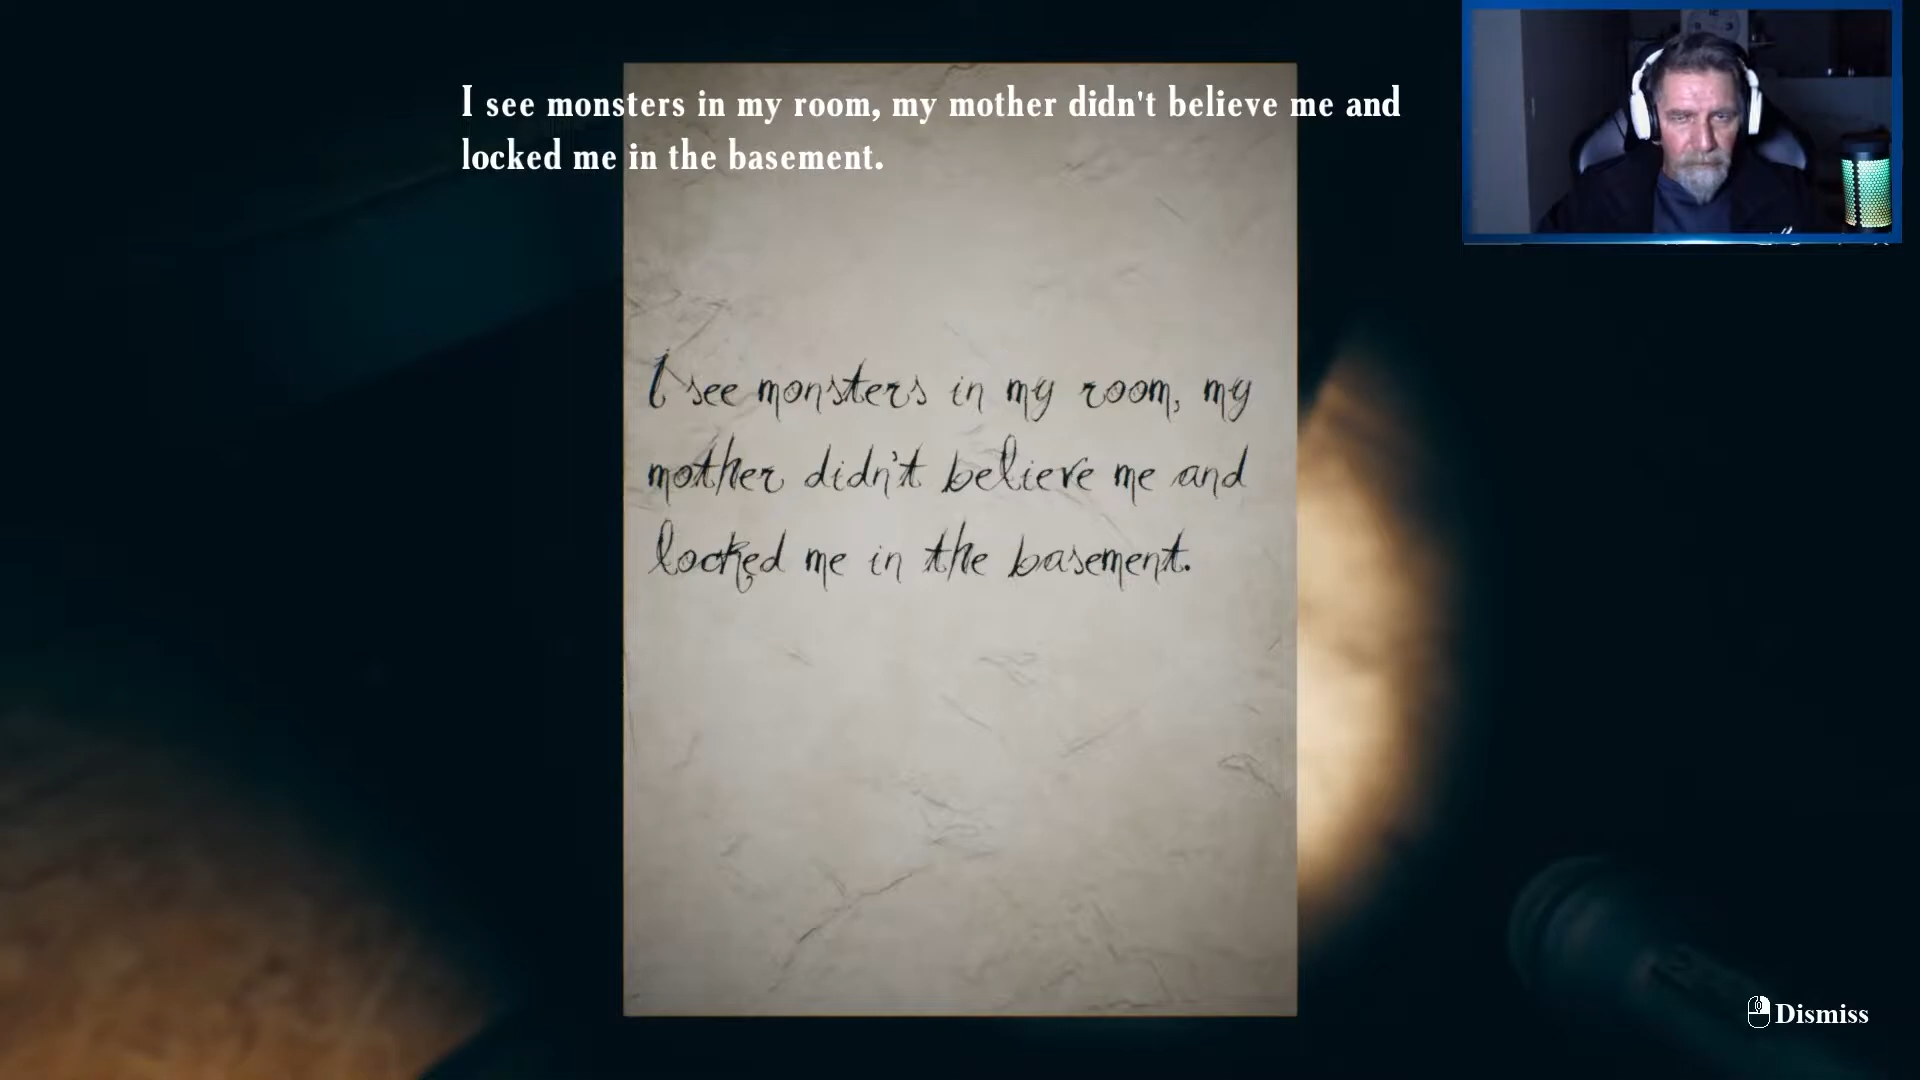 I see monsters in my room, my mother didn't believe me and
locked me in the basement.
I see monsters in my room, my
mother didn't believe me and
locked me in the basement.
Dismiss